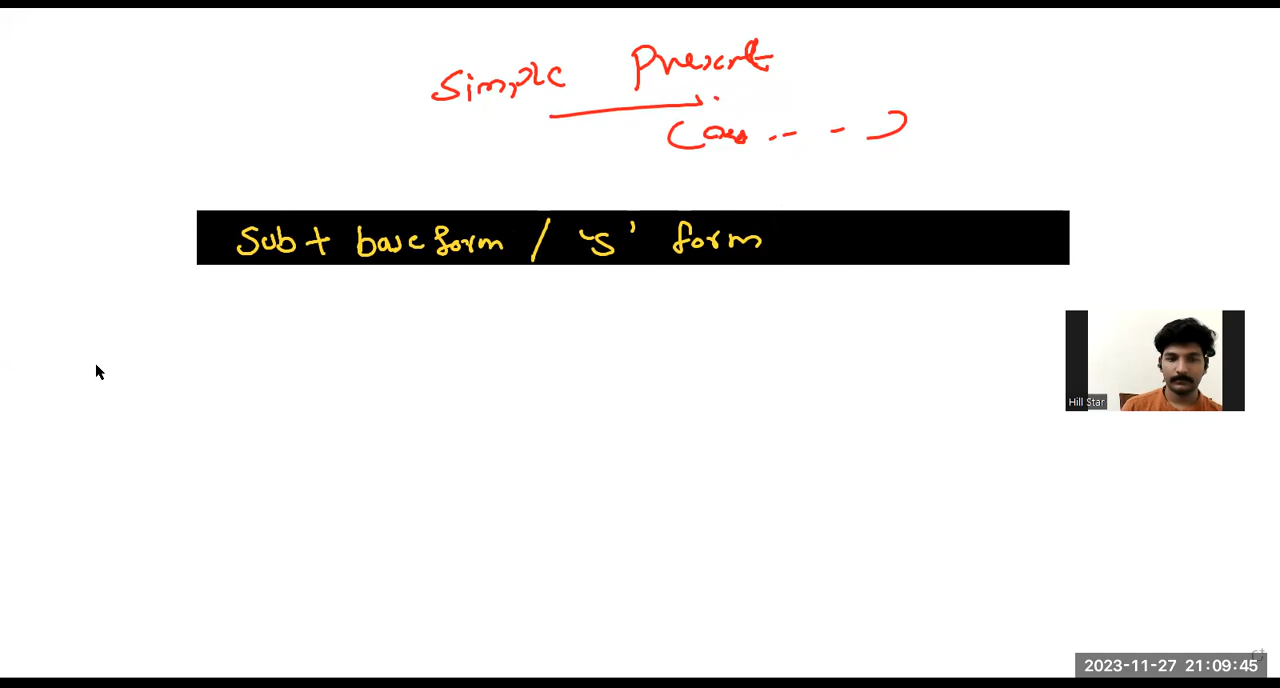 Simple Present
Sub + base form / 's' form
Hill Star
2023-11-27 21:09:45